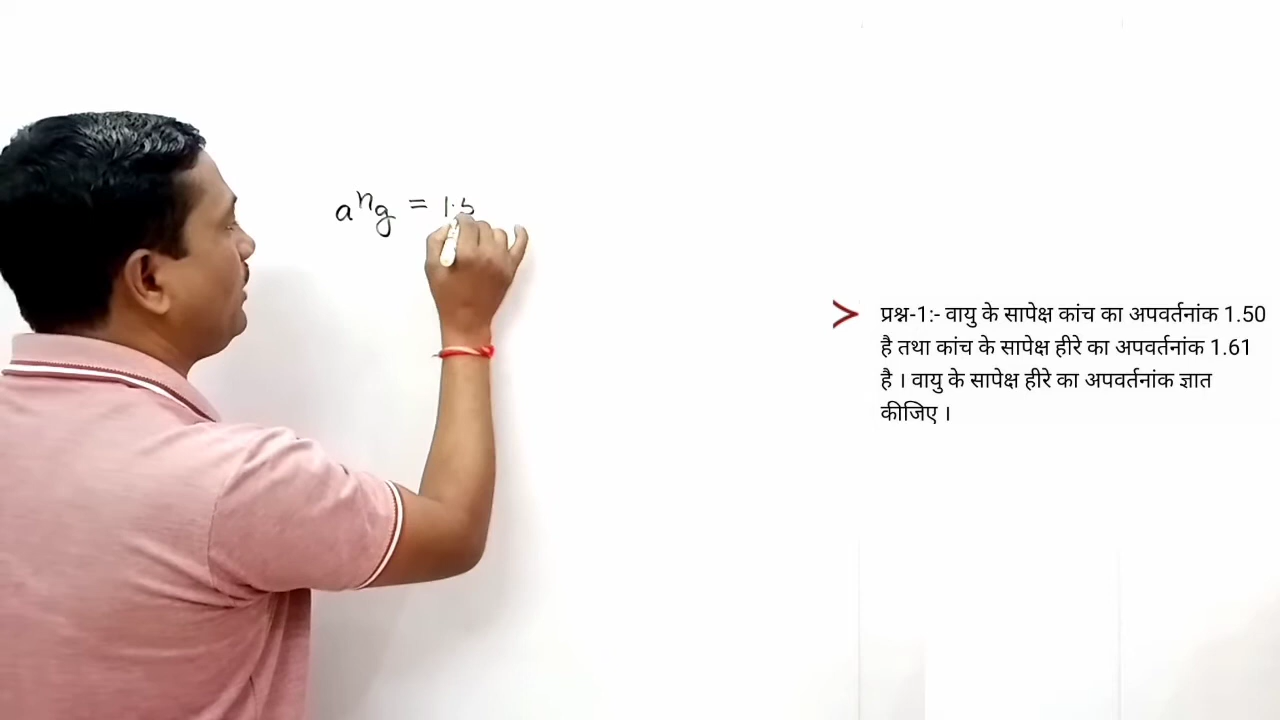 ang = 1.5
प्रश्न-1:- वायु के सापेक्ष कांच का अपवर्तनांक 1.50
है तथा कांच के सापेक्ष हीरे का अपवर्तनांक 1.61
है । वायु के सापेक्ष हीरे का अपवर्तनांक ज्ञात
कीजिए ।